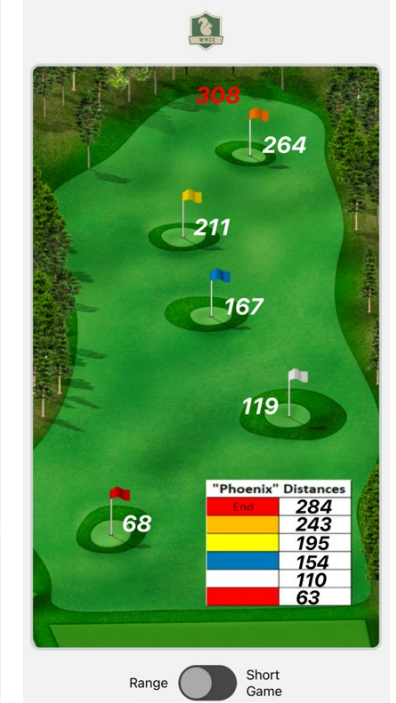 WMCC
308
264
211
167
119
68
"Phoenix" Distances
End 284
243
195
154
110
63
Range
Short
Game